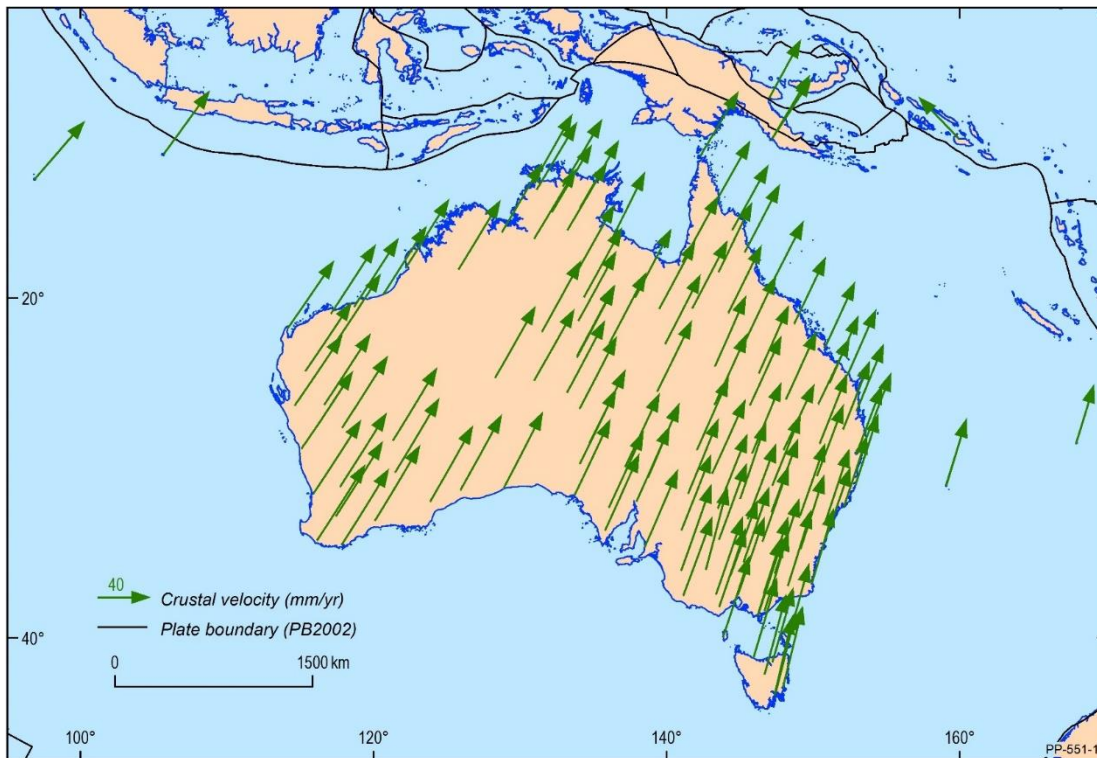 20°
40
Crustal velocity (mm/yr)
Plate boundary (PB2002)
40°
0 1500 km
100° 120° 140° 160°
PP-551-1